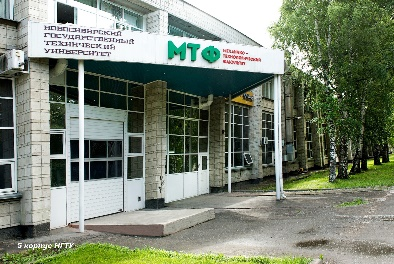 НОВОСИБИРСКИЙ
ГОСУДАРСТВЕННЫЙ
ТЕХНИЧЕСКИЙ
УНИВЕРСИТЕТ
МТФ
МЕХАНИКО-
ТЕХНОЛОГИЧЕСКИЙ
ФАКУЛЬТЕТ
5 корпус НГТУ